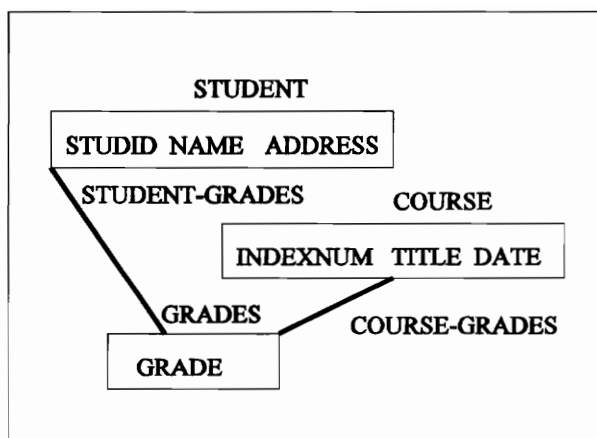 STUDENT
STUDID NAME ADDRESS
STUDENT-GRADES
COURSE
INDEXNUM TITLE DATE
GRADES
COURSE-GRADES
GRADE